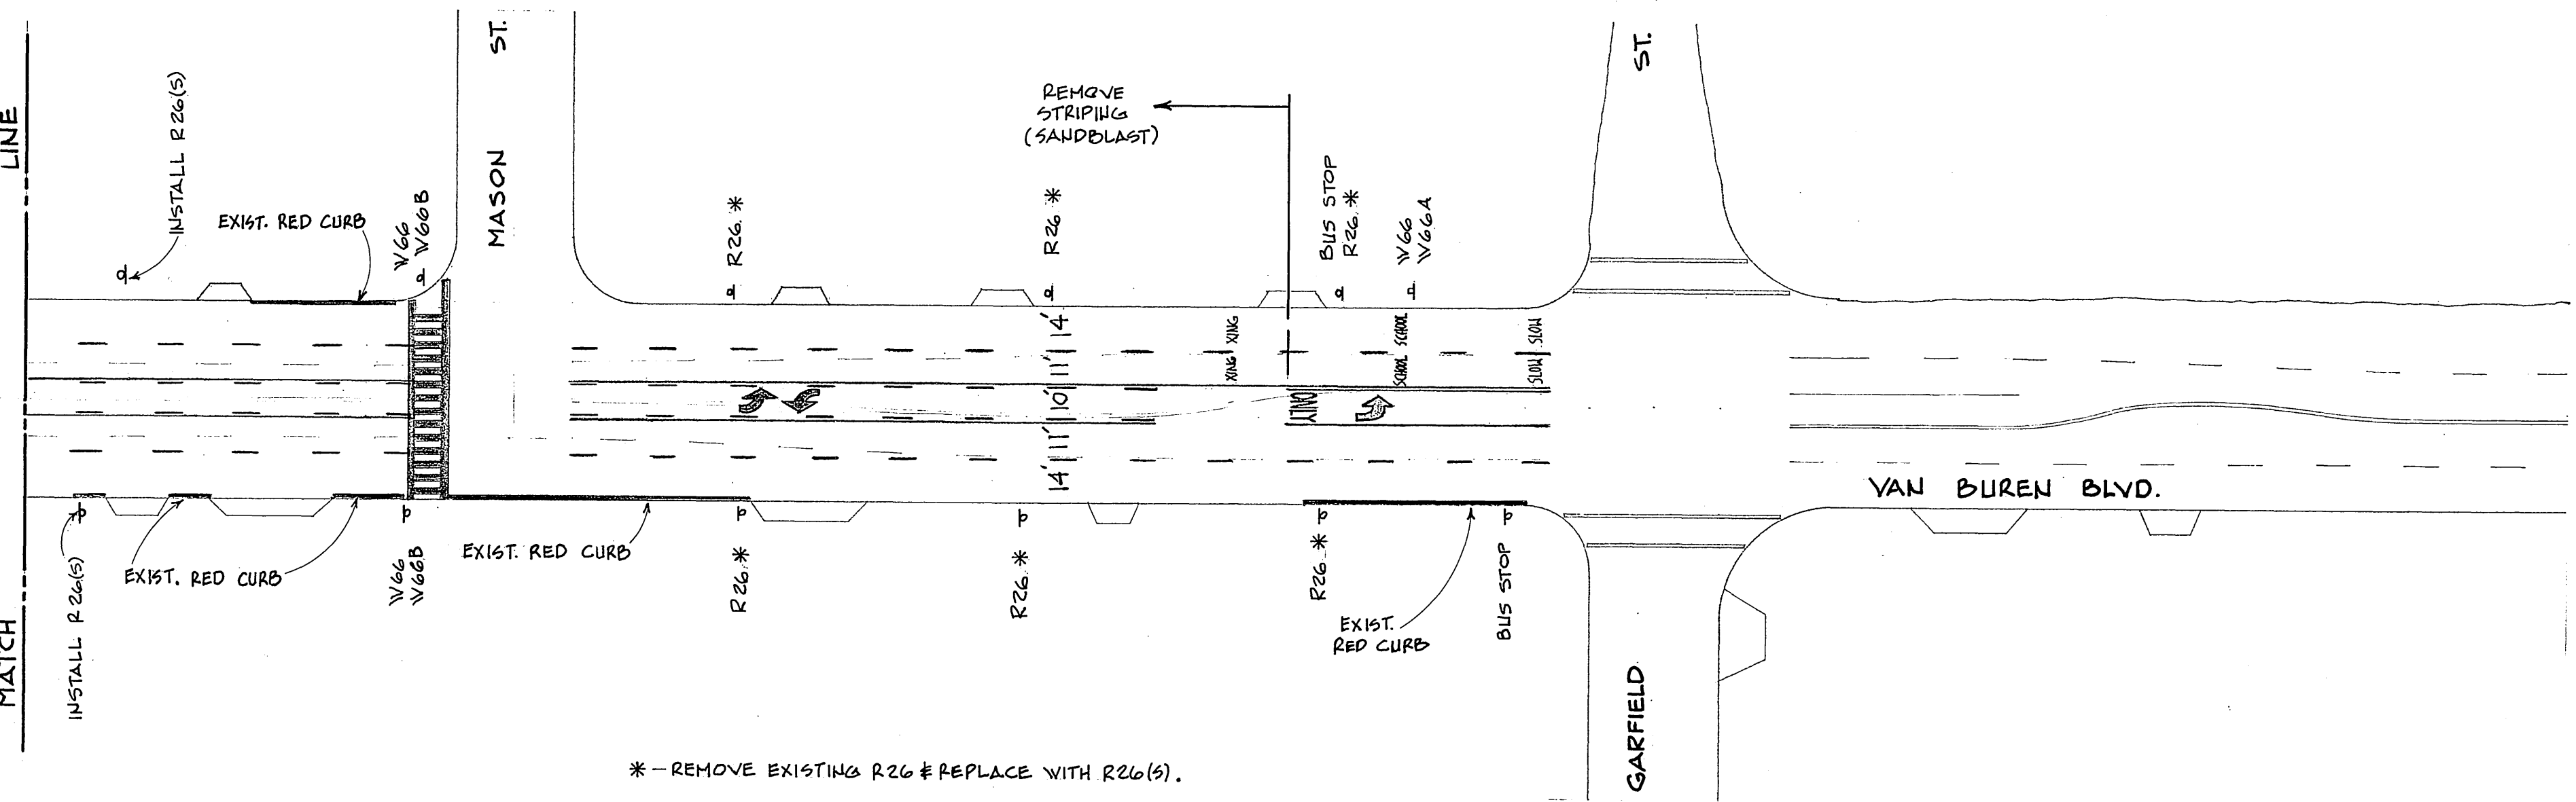 MATCH LINE
INSTALL R26(S)
EXIST. RED CURB
W66
W66B
MASON ST.
R26 *
R26 *
REMOVE
STRIPING
(SANDBLAST)
BUS STOP
R26 *
W66
W66A
ST.
14'
11'
10'
11'
14'
XING XING
ONLY
SCHOOL SCHOOL
SLOW SLOW
VAN BUREN BLVD.
INSTALL R26(S)
EXIST. RED CURB
W66
W66B
EXIST. RED CURB
R26 *
R26 *
R26 *
EXIST.
RED CURB
BUS STOP
GARFIELD
* – REMOVE EXISTING R26 & REPLACE WITH R26(S).